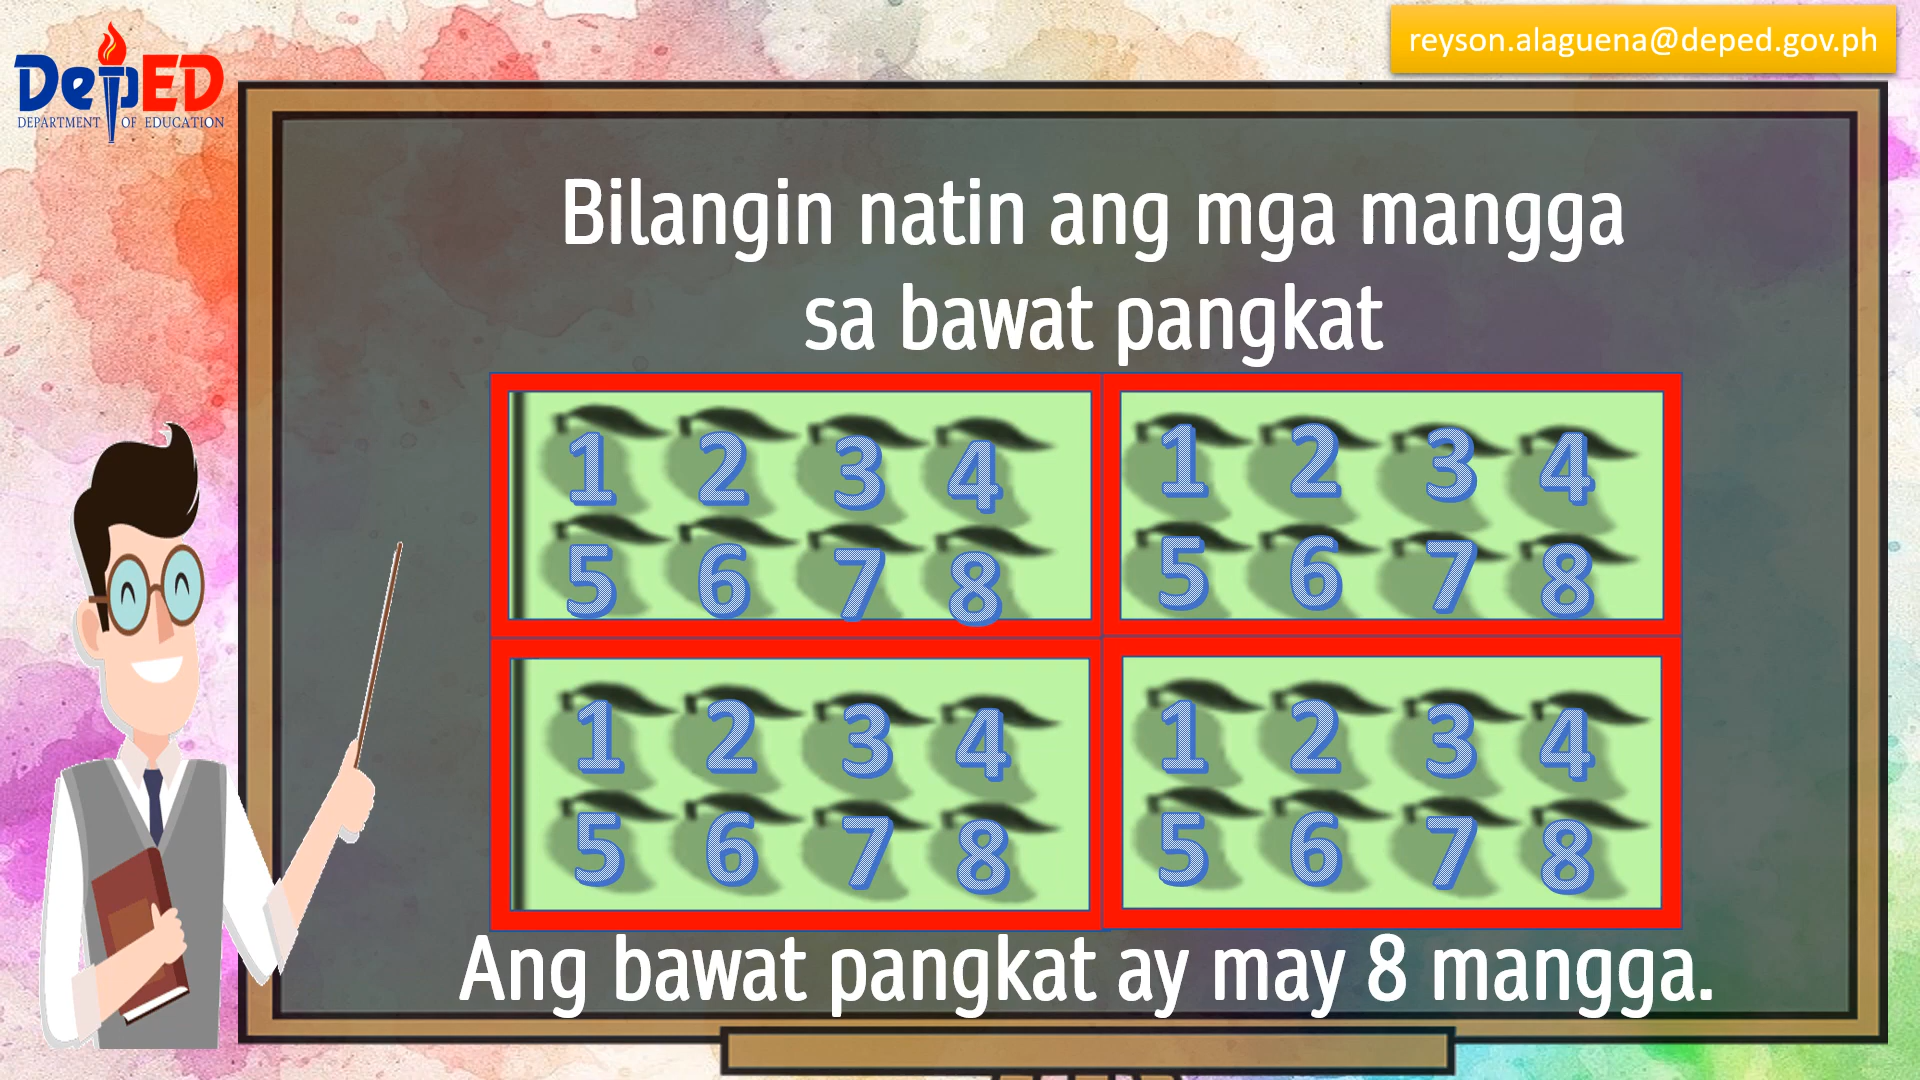 reyson.alaguena@deped.gov.ph
DepED
DEPARTMENT OF EDUCATION
Bilangin natin ang mga mangga
sa bawat pangkat
1 2 3 4
5 6 7 8
1 2 3 4
5 6 7 8
1 2 3 4
5 6 7 8
1 2 3 4
5 6 7 8
Ang bawat pangkat ay may 8 mangga.